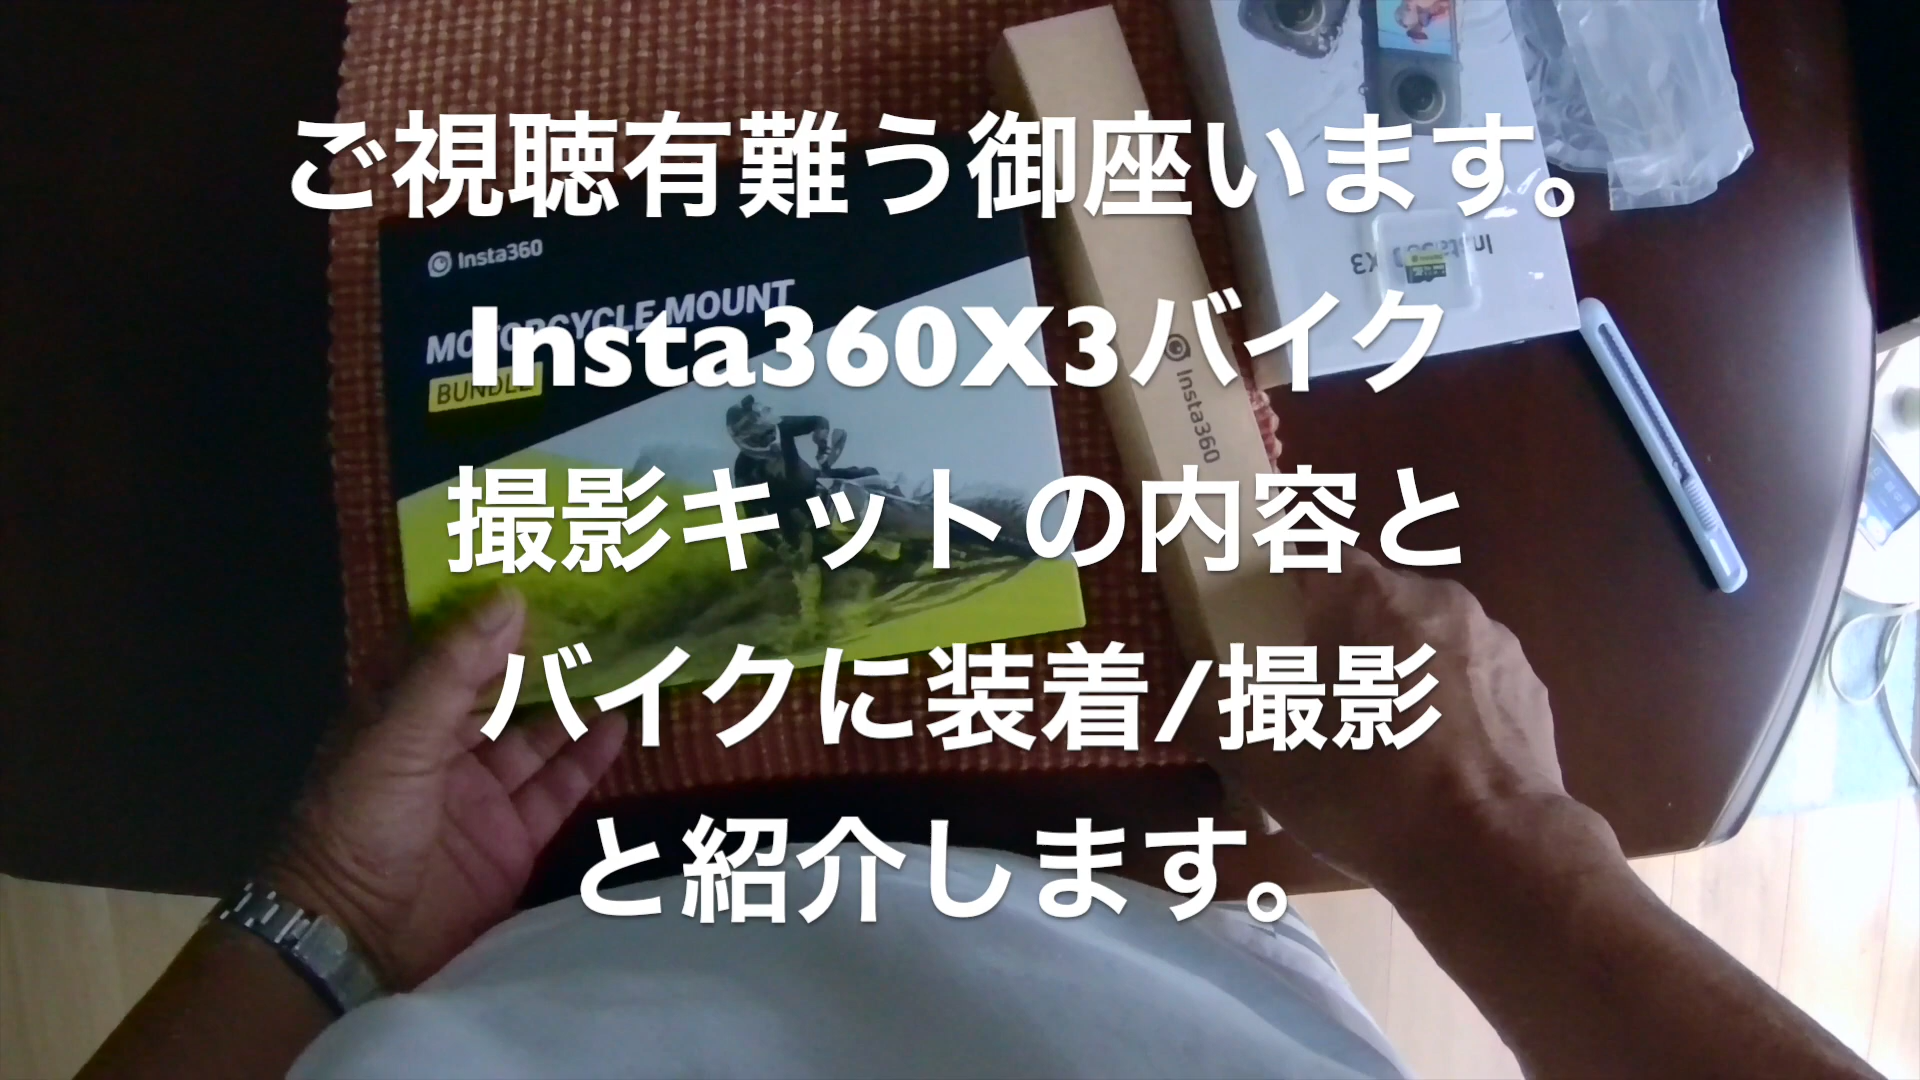 ご視聴有難う御座います。
Insta360X3バイク
撮影キットの内容と
バイクに装着/撮影
と紹介します。
Insta360
MOTORCYCLE MOUNT
BUNDLE
Insta360
Insta360 X3